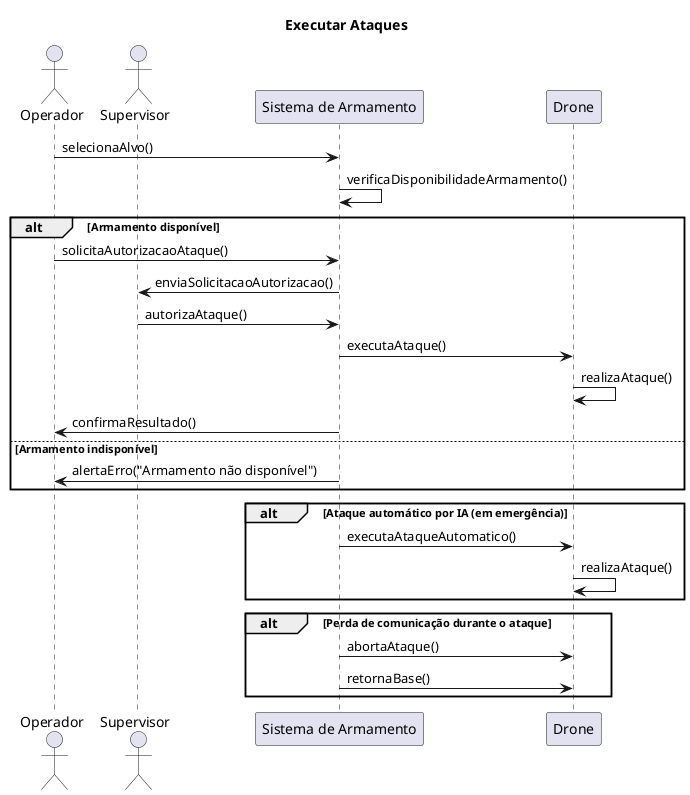 Executar Ataques
Operador
Supervisor
Sistema de Armamento
Drone
selecionaAlvo()
verificaDisponibilidadeArmamento()
alt
[Armamento disponível]
solicitaAutorizacaoAtaque()
enviaSolicitacaoAutorizacao()
autorizaAtaque()
executaAtaque()
realizaAtaque()
confirmaResultado()
[Armamento indisponível]
alertaErro("Armamento não disponível")
alt
[Ataque automático por IA (em emergência)]
executaAtaqueAutomatico()
realizaAtaque()
alt
[Perda de comunicação durante o ataque]
abortaAtaque()
retornaBase()
Operador
Supervisor
Sistema de Armamento
Drone